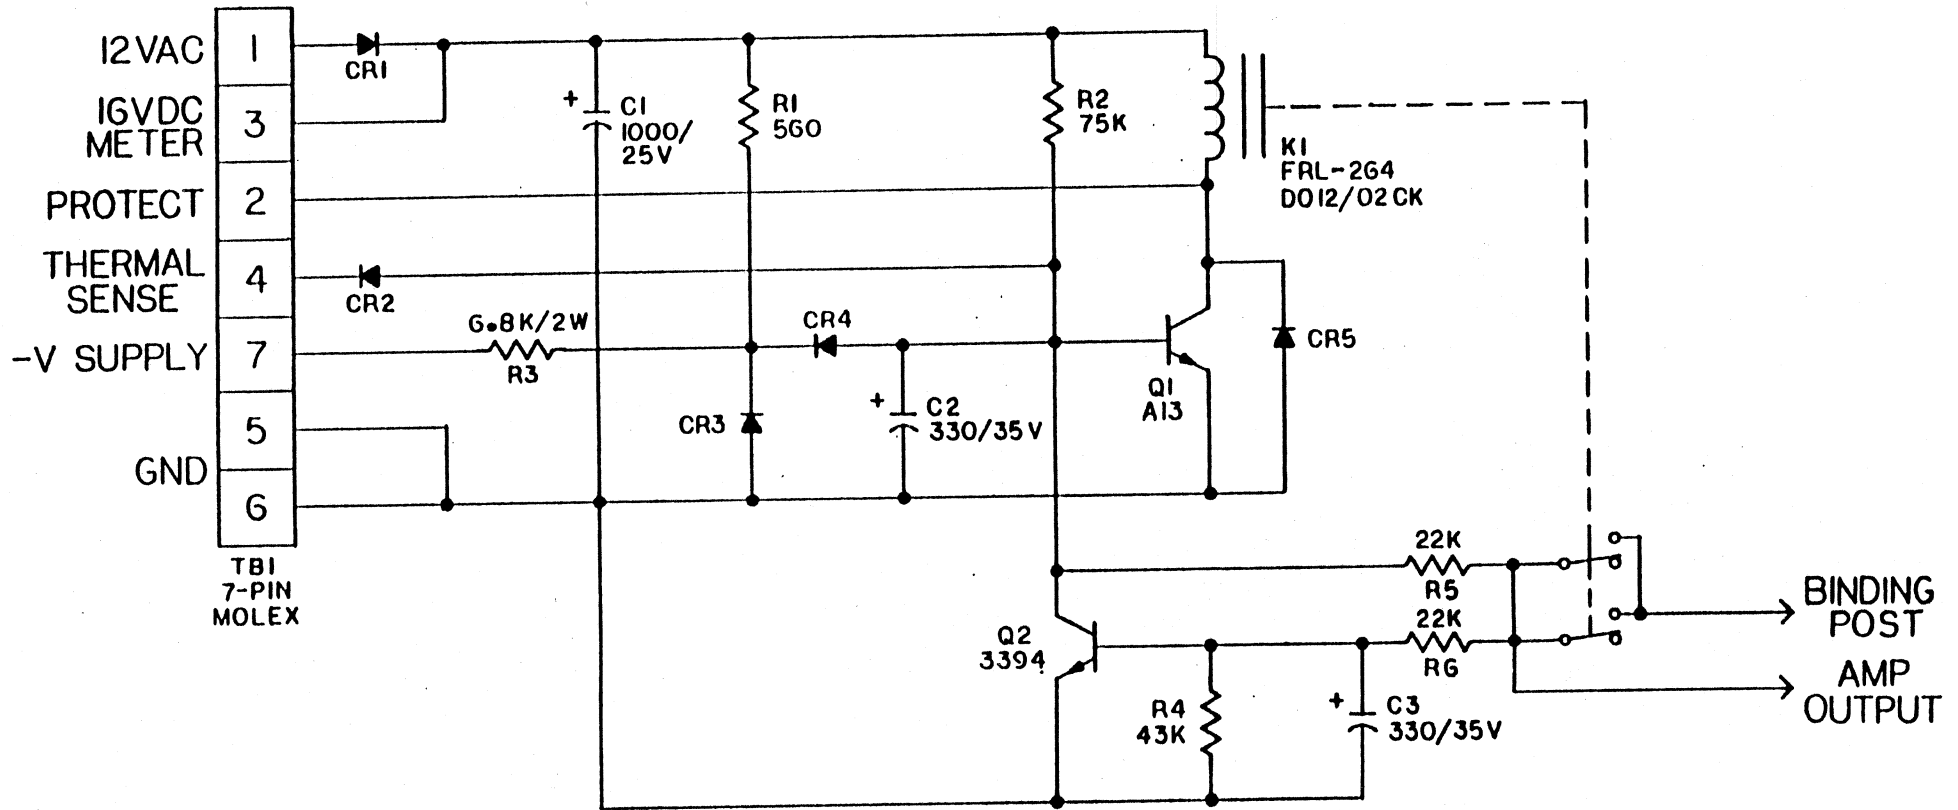 12VAC
1
16VDC
METER
3
PROTECT
2
THERMAL
SENSE
4
-V SUPPLY
7
5
GND
6
TB1
7-PIN
MOLEX
CR1
CR2
6.8K/2W
R3
+
C1
1000/
25V
R1
560
CR3
CR4
+
C2
330/35V
R2
75K
K1
FRL-264
D012/02CK
Q1
A13
CR5
Q2
3394
22K
R5
22K
R6
R4
43K
+
C3
330/35V
BINDING
POST
AMP
OUTPUT